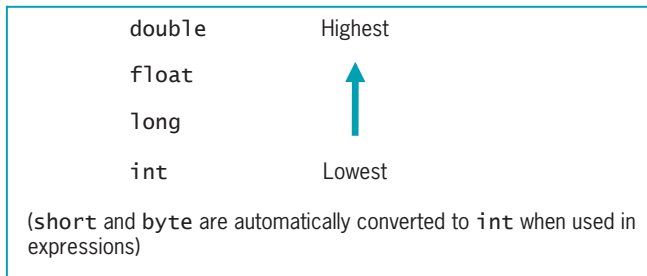 double Highest
float
long
int Lowest
(short and byte are automatically converted to int when used in
expressions)